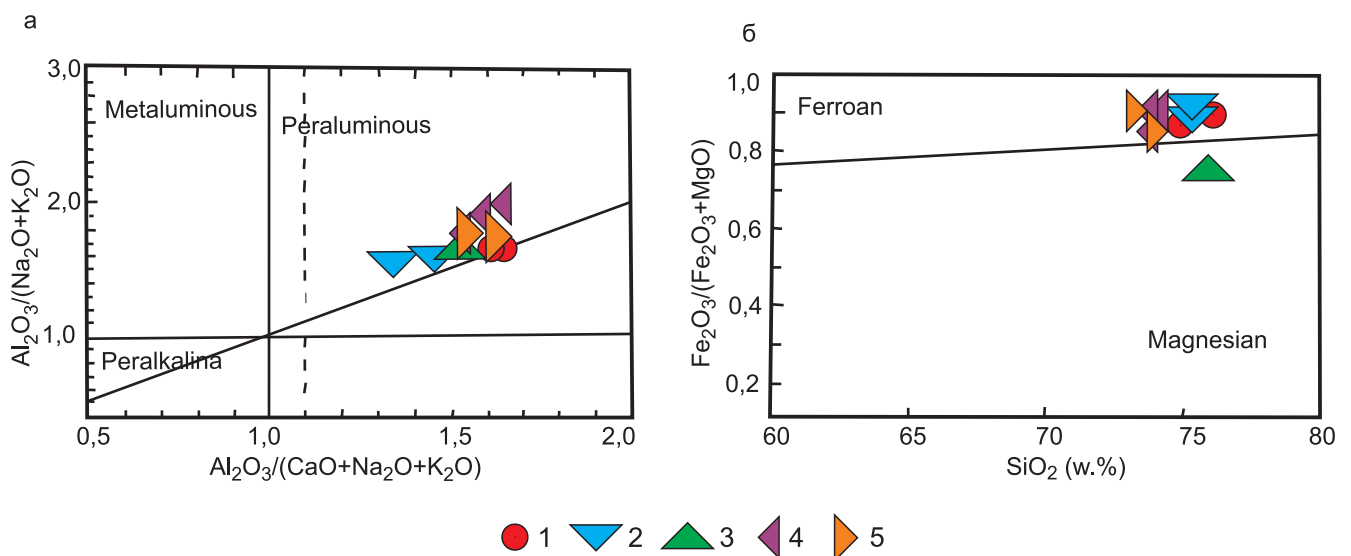 а
3,0
2,0
1,0
Al₂O₃/(Na₂O+K₂O)
Metaluminous
Peraluminous
Peralkalina
0,5
1,0
1,5
2,0
Al₂O₃/(CaO+Na₂O+K₂O)
б
1,0
0,8
0,6
0,4
0,2
Fe₂O₃/(Fe₂O₃+MgO)
Ferroan
Magnesian
60
65
70
75
80
SiO₂ (w.%)
1 2 3 4 5